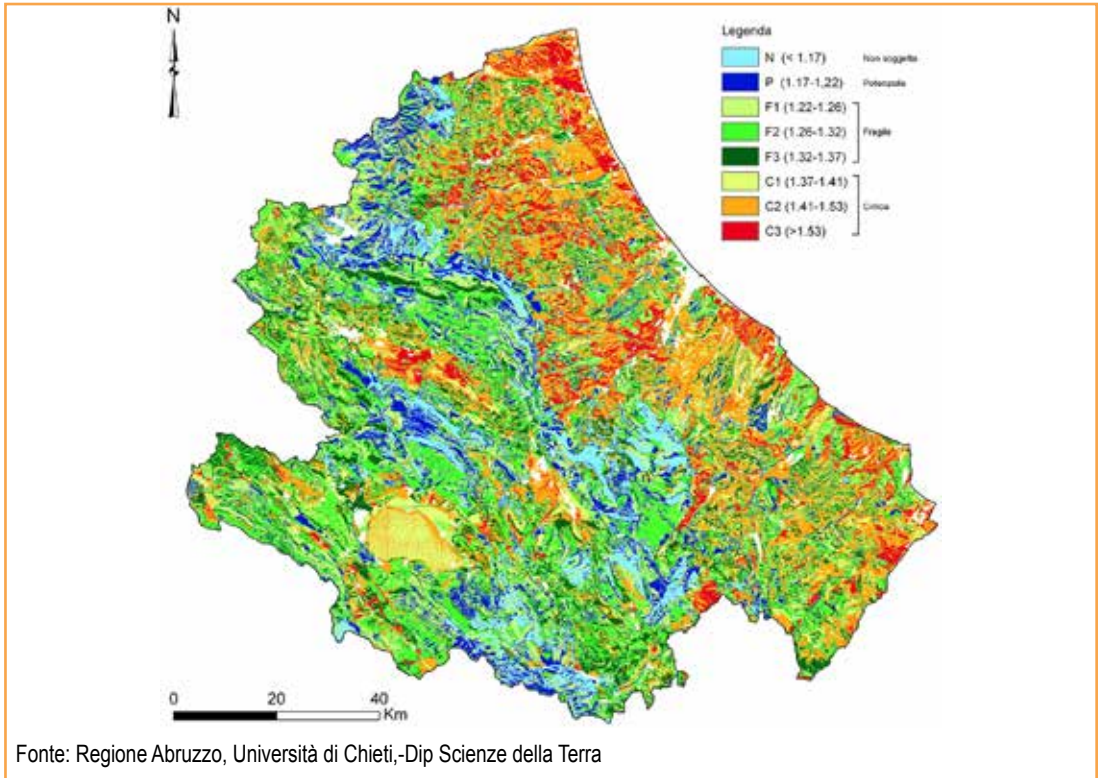 N
Legenda
N (< 1.17) Non soggetta
P (1.17-1,22) Potenziale
F1 (1.22-1.26)
F2 (1.26-1.32) Fragile
F3 (1.32-1.37)
C1 (1.37-1.41)
C2 (1.41-1.53) Critica
C3 (>1.53)
0 20 40
Km
Fonte: Regione Abruzzo, Università di Chieti,-Dip Scienze della Terra